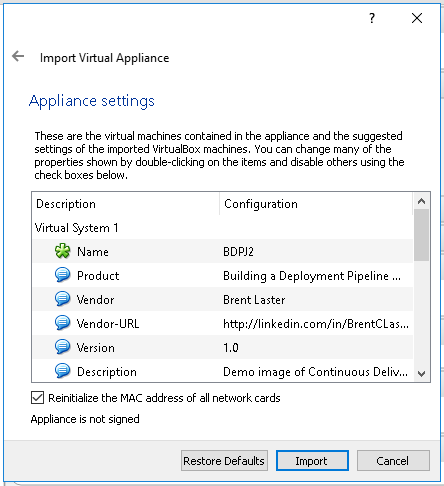 ?
Import Virtual Appliance
Appliance settings
These are the virtual machines contained in the appliance and the suggested
settings of the imported VirtualBox machines. You can change many of the
properties shown by double-clicking on the items and disable others using the
check boxes below.
Description Configuration
Virtual System 1
Name BDPJ2
Product Building a Deployment Pipeline ...
Vendor Brent Laster
Vendor-URL http://linkedin.com/in/BrentCLas...
Version 1.0
Description Demo image of Continuous Deliv...
Reinitialize the MAC address of all network cards
Appliance is not signed
Restore Defaults Import Cancel